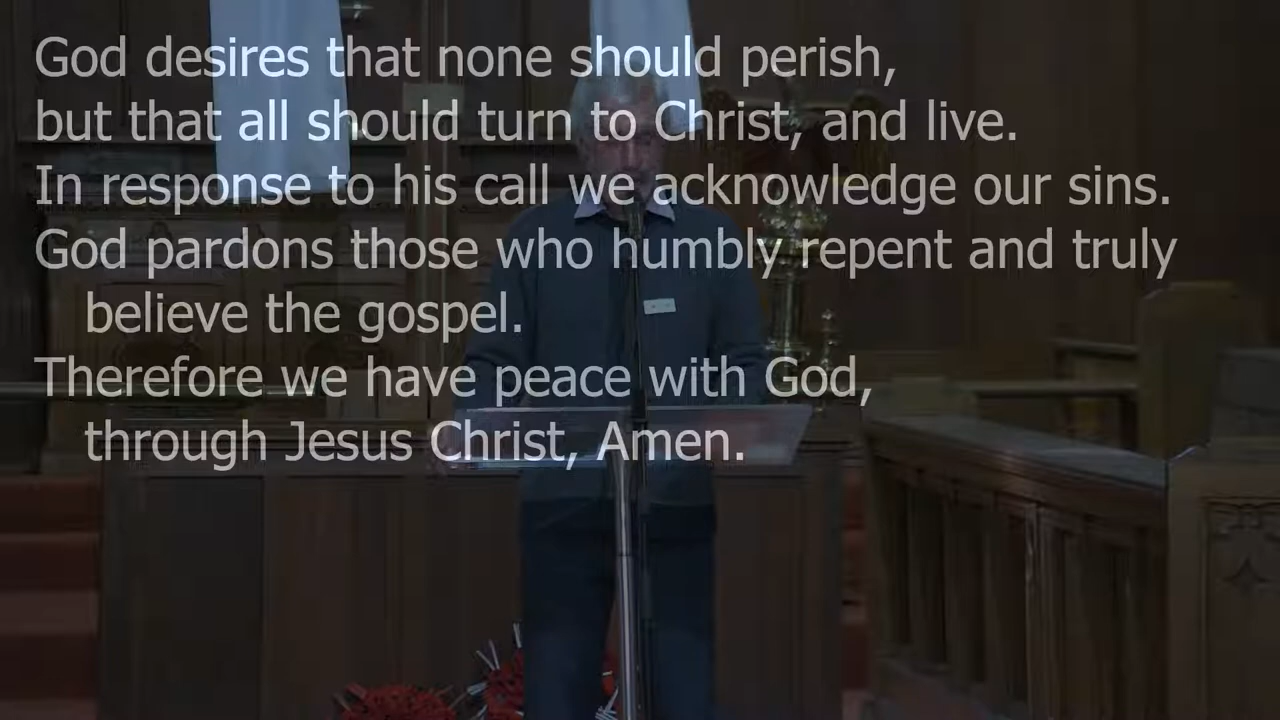 God desires that none should perish,
but that all should turn to Christ, and live.
In response to his call we acknowledge our sins.
God pardons those who humbly repent and truly
believe the gospel.
Therefore we have peace with God,
through Jesus Christ, Amen.